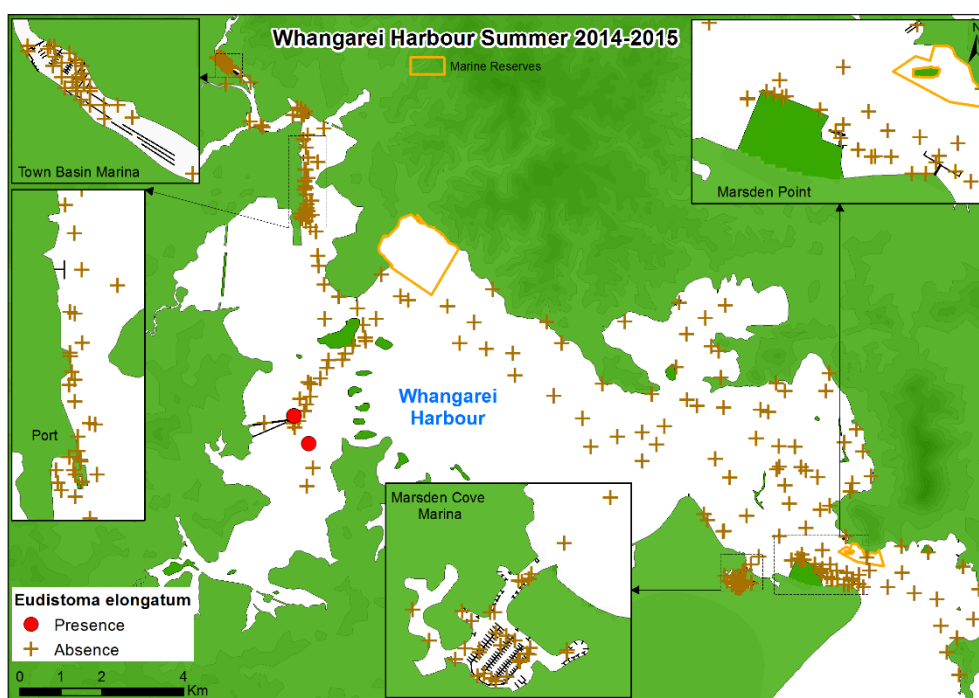 Whangarei Harbour Summer 2014-2015
Marine Reserves
N
Town Basin Marina
Marsden Point
Port
Whangarei
Harbour
Marsden Cove
Marina
Eudistoma elongatum
Presence
Absence
0 1 2 4
Km